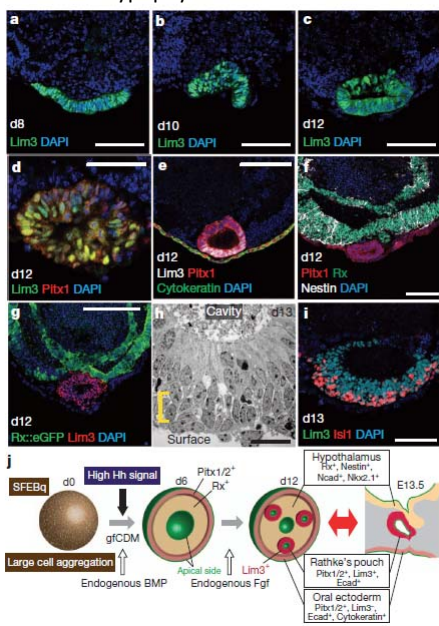 a
d8
Lim3 DAPI
b
d10
Lim3 DAPI
c
d12
Lim3 DAPI
d
d12
Lim3 Pitx1 DAPI
e
d12
Lim3 Pitx1
Cytokeratin DAPI
f
Pitx1 Rx
Nestin DAPI
d12
g
d12
Rx::eGFP Lim3 DAPI
h
Cavity
d13
Surface
i
d13
Lim3 Isl1 DAPI
j
SFEBq
d0
High Hh signal
gfCDM
Large cell aggregation
Endogenous BMP
d6
Pitx1/2+
Rx+
Apical side
Endogenous Fgf
d12
Lim3+
Hypothalamus
Rx+, Nestin+,
Ncad+, Nkx2.1+
E13.5
Rathke's pouch
Pitx1/2+, Lim3+,
Ecad+
Oral ectoderm
Pitx1/2+, Lim3-,
Ecad+, Cytokeratin+